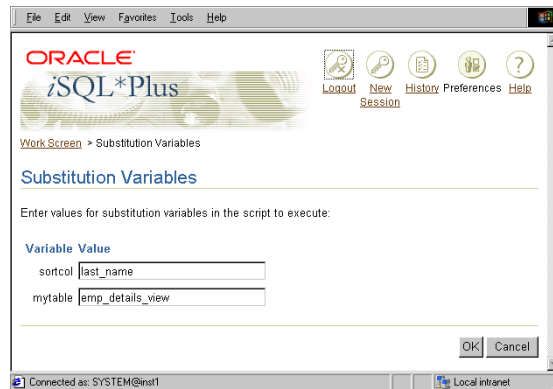 File Edit View Favorites Tools Help
ORACLE
iSQL*Plus
Logout New Session History Preferences Help
Work Screen > Substitution Variables
Substitution Variables
Enter values for substitution variables in the script to execute:
Variable Value
sortcol last_name
mytable emp_details_view
OK Cancel
Connected as: SYSTEM@inst1 Local intranet